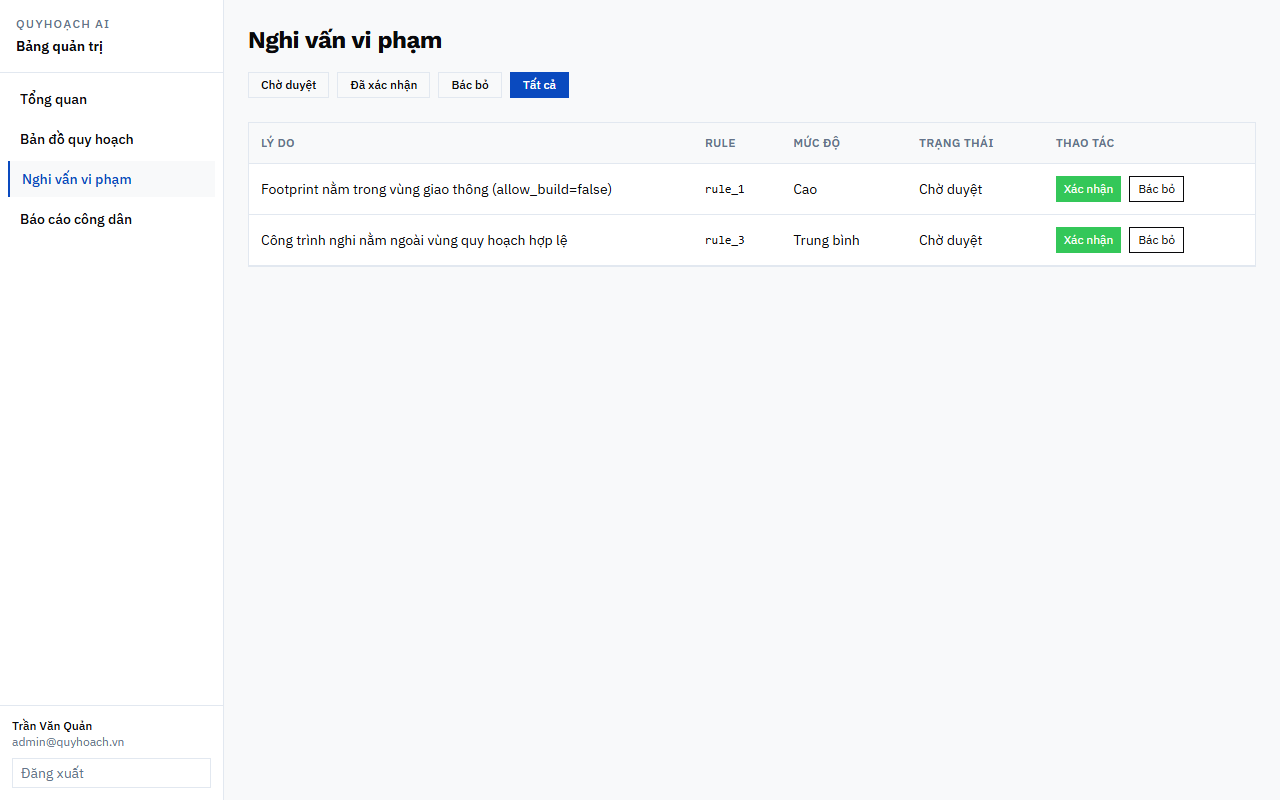 QUYHOẠCH AI
Bảng quản trị
Tổng quan
Bản đồ quy hoạch
Nghi vấn vi phạm
Báo cáo công dân
Trần Văn Quản
admin@quyhoach.vn
Đăng xuất
Nghi vấn vi phạm
Chờ duyệt Đã xác nhận Bác bỏ Tất cả
LÝ DO RULE MỨC ĐỘ TRẠNG THÁI THAO TÁC
Footprint nằm trong vùng giao thông (allow_build=false) rule_1 Cao Chờ duyệt Xác nhận Bác bỏ
Công trình nghi nằm ngoài vùng quy hoạch hợp lệ rule_3 Trung bình Chờ duyệt Xác nhận Bác bỏ